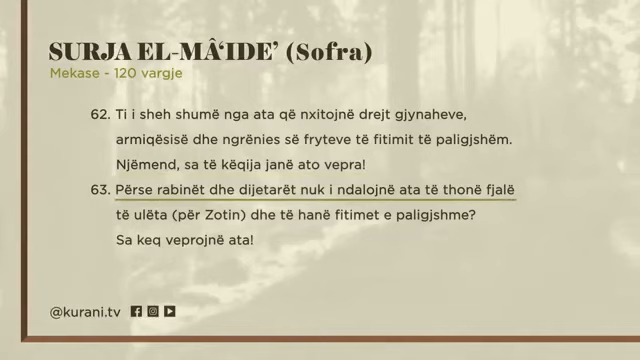 SURJA EL-MÂ‘IDE’ (Sofra)
Mekase - 120 vargje
62. Ti i sheh shumë nga ata që nxitojnë drejt gjynaheve,
armiqësisë dhe ngrënies së fryteve të fitimit të paligjshëm.
Njëmend, sa të këqija janë ato vepra!
63. Përse rabinët dhe dijetarët nuk i ndalojnë ata të thonë fjalë
të ulëta (për Zotin) dhe të hanë fitimet e paligjshme?
Sa keq veprojnë ata!
@kurani.tv